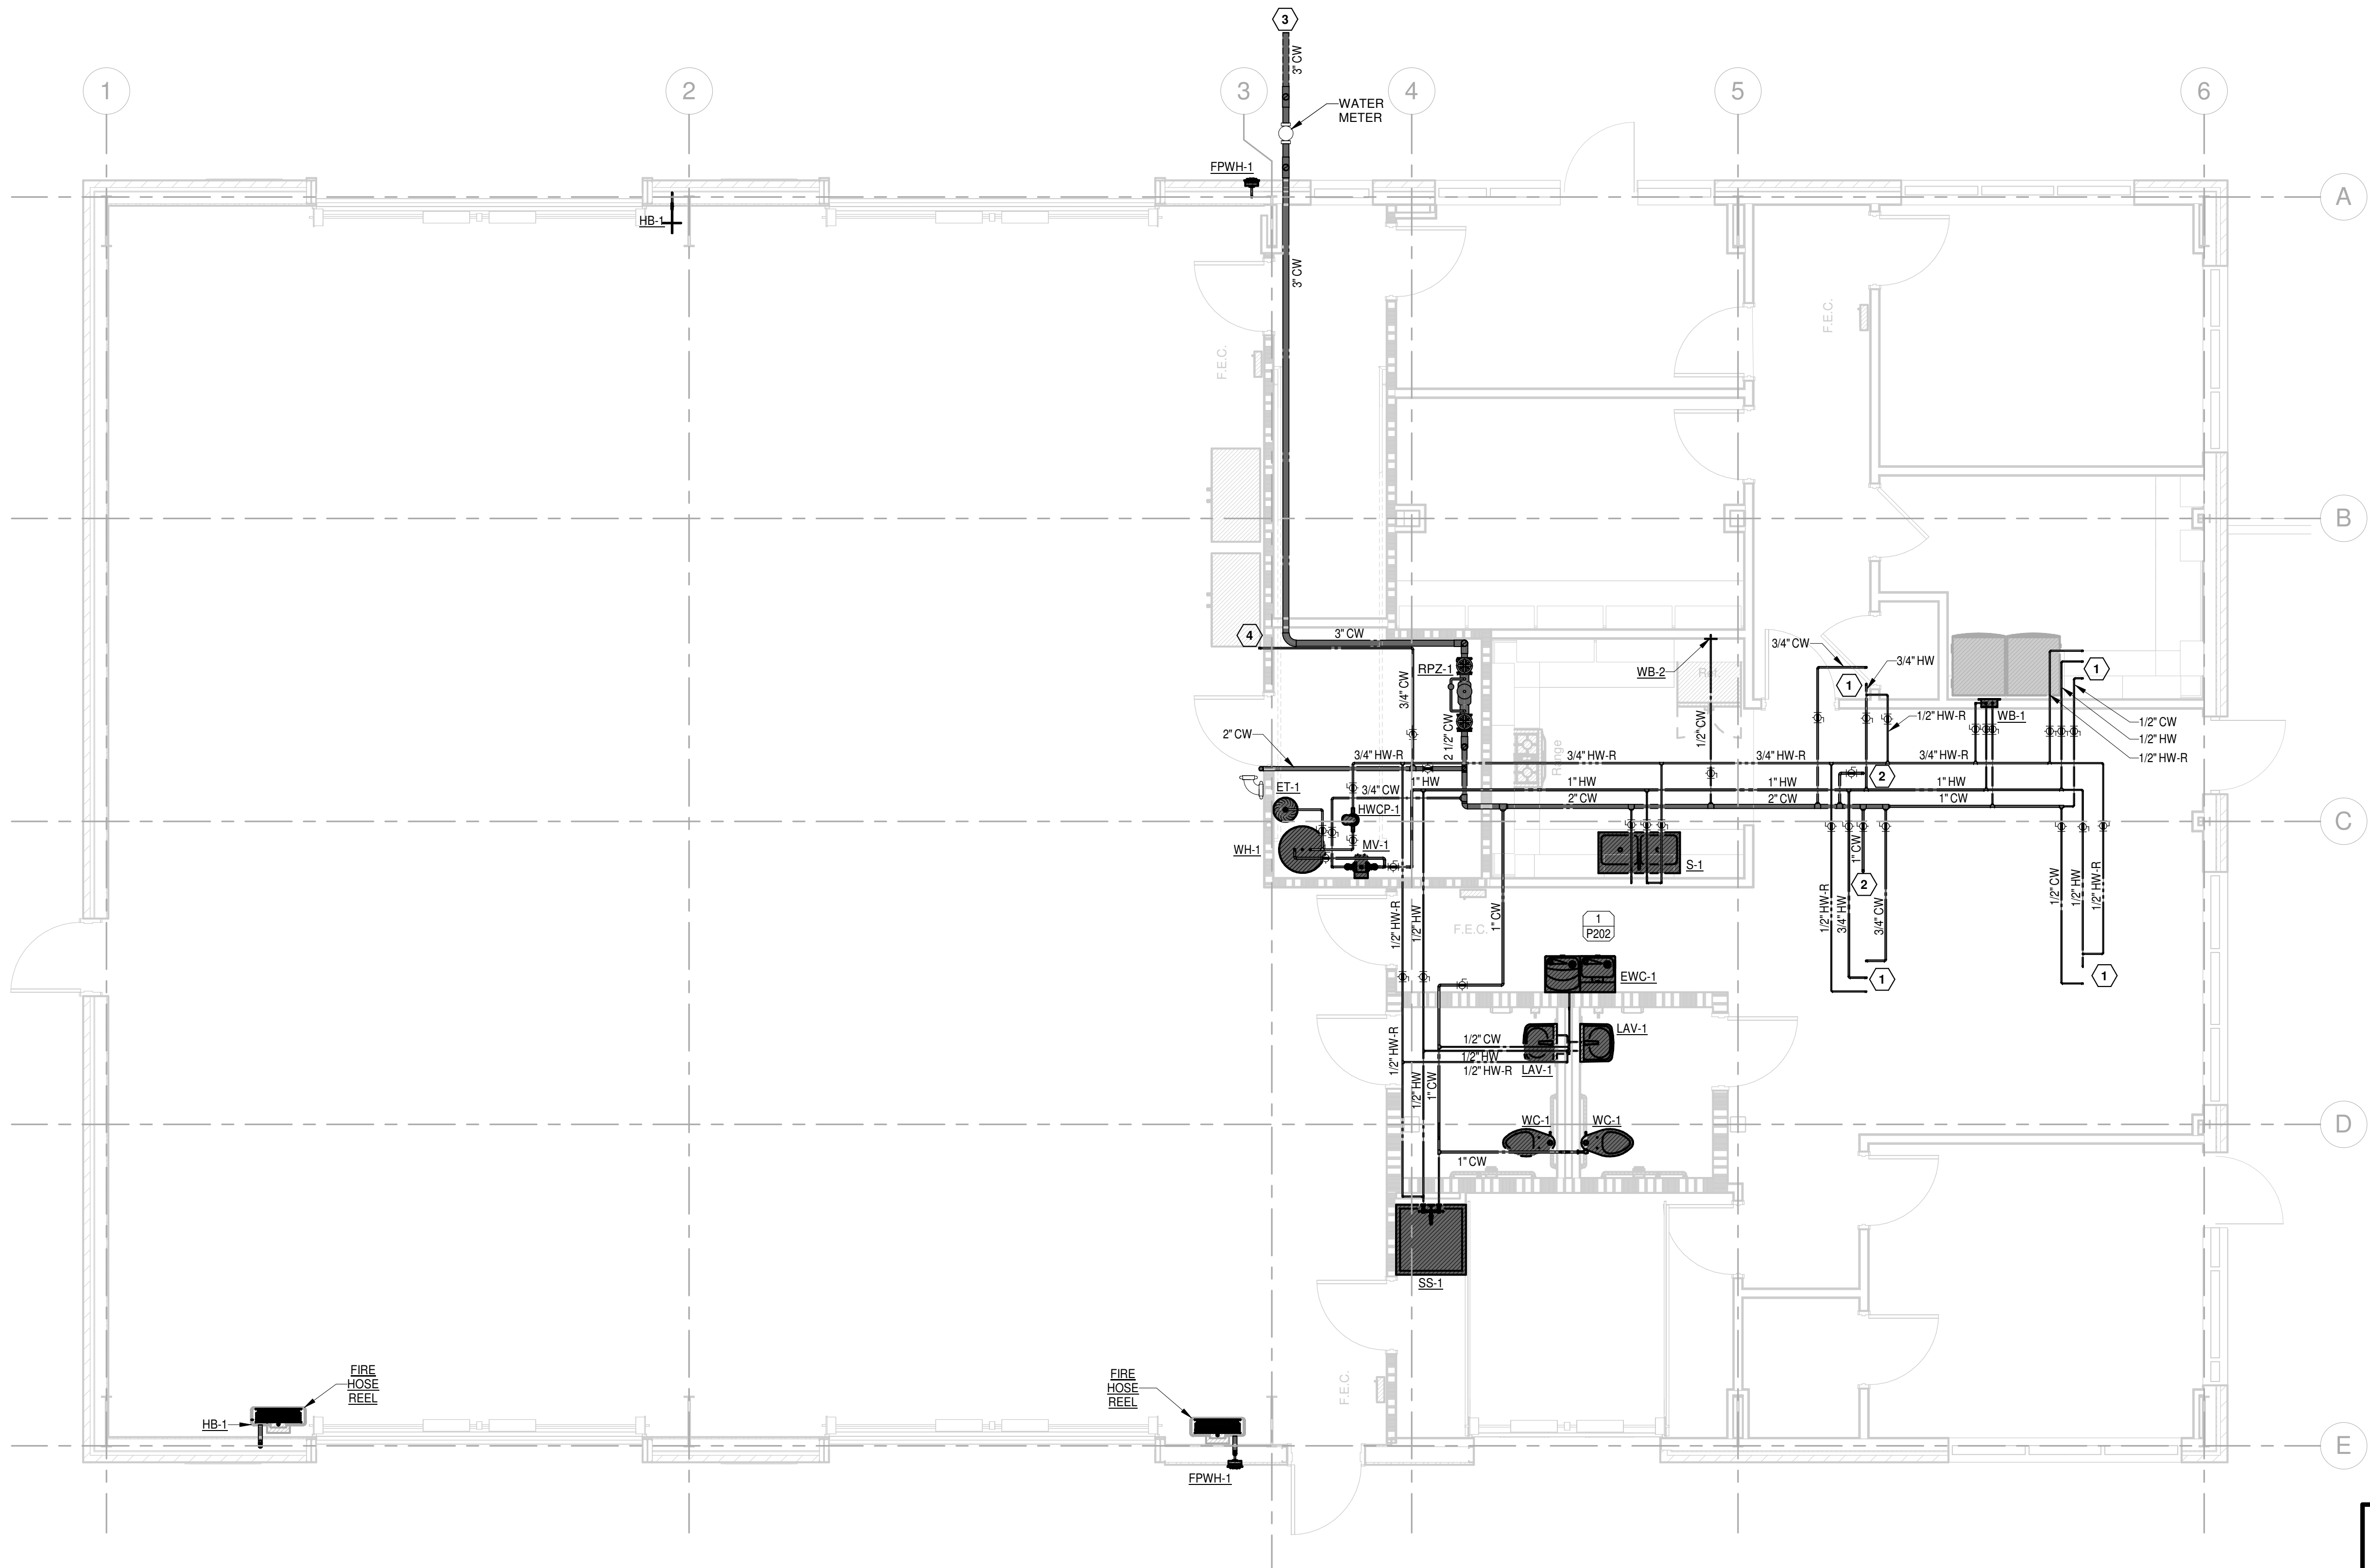 3
3" CW
1
2
3
4
5
6
WATER
METER
FPWH-1
A
HB-1
3" CW
F.E.C.
F.E.C.
B
4
3" CW
3/4" CW
3/4" HW
RPZ-1
WB-2
Ref.
1
1
3/4" CW
2 1/2" CW
1/2" CW
1/2" HW-R
WB-1
1/2" CW
1/2" HW
1/2" HW-R
2" CW
3/4" HW-R
3/4" HW-R
3/4" HW-R
3/4" HW-R
Range
2
ET-1
3/4" CW
1" HW
1" HW
1" HW
1" HW
2" CW
2" CW
1" CW
HWCP-1
C
WH-1
MV-1
S-1
1" CW
2
1/2" HW-R
1/2" HW
1" CW
F.E.C.
1
P202
1/2" HW-R
3/4" HW
3/4" CW
1/2" CW
1/2" HW
1/2" HW-R
EWC-1
1
1
LAV-1
1/2" CW
1/2" HW
1/2" HW-R
LAV-1
1/2" HW-R
1/2" HW
1" CW
WC-1
WC-1
D
1" CW
SS-1
F.E.C.
FIRE
HOSE
REEL
HB-1
FIRE
HOSE
REEL
FPWH-1
E